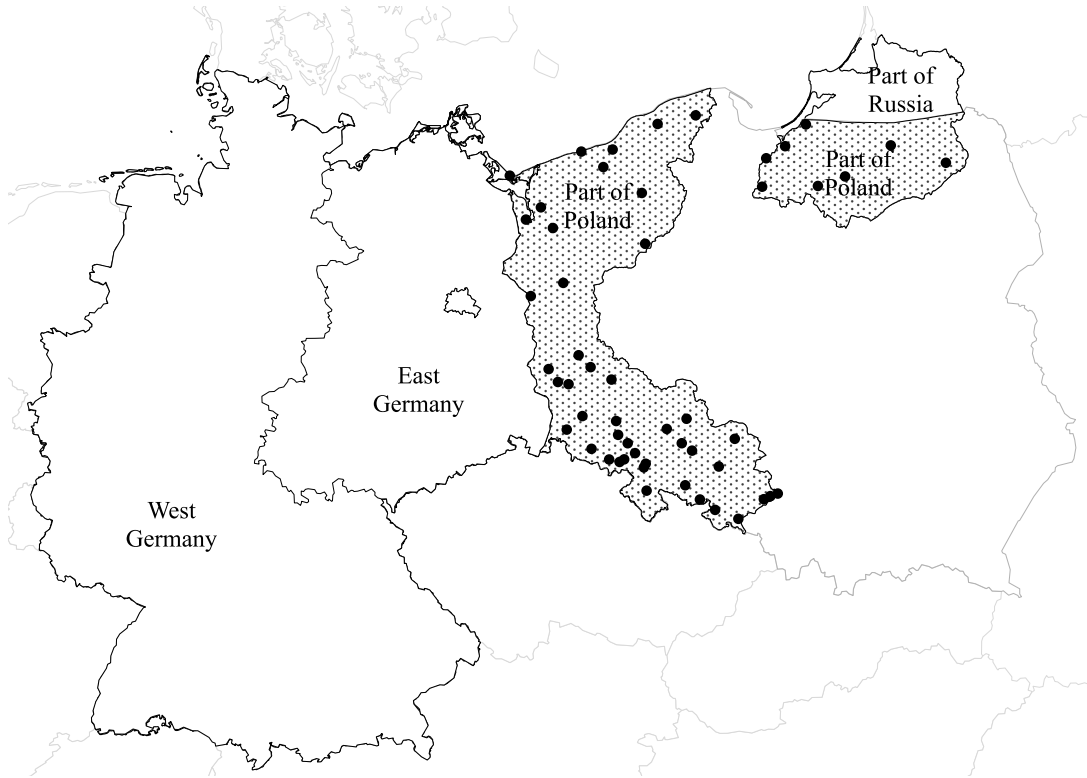 Part of
Russia
Part of
Poland
Part of
Poland
East
Germany
West
Germany